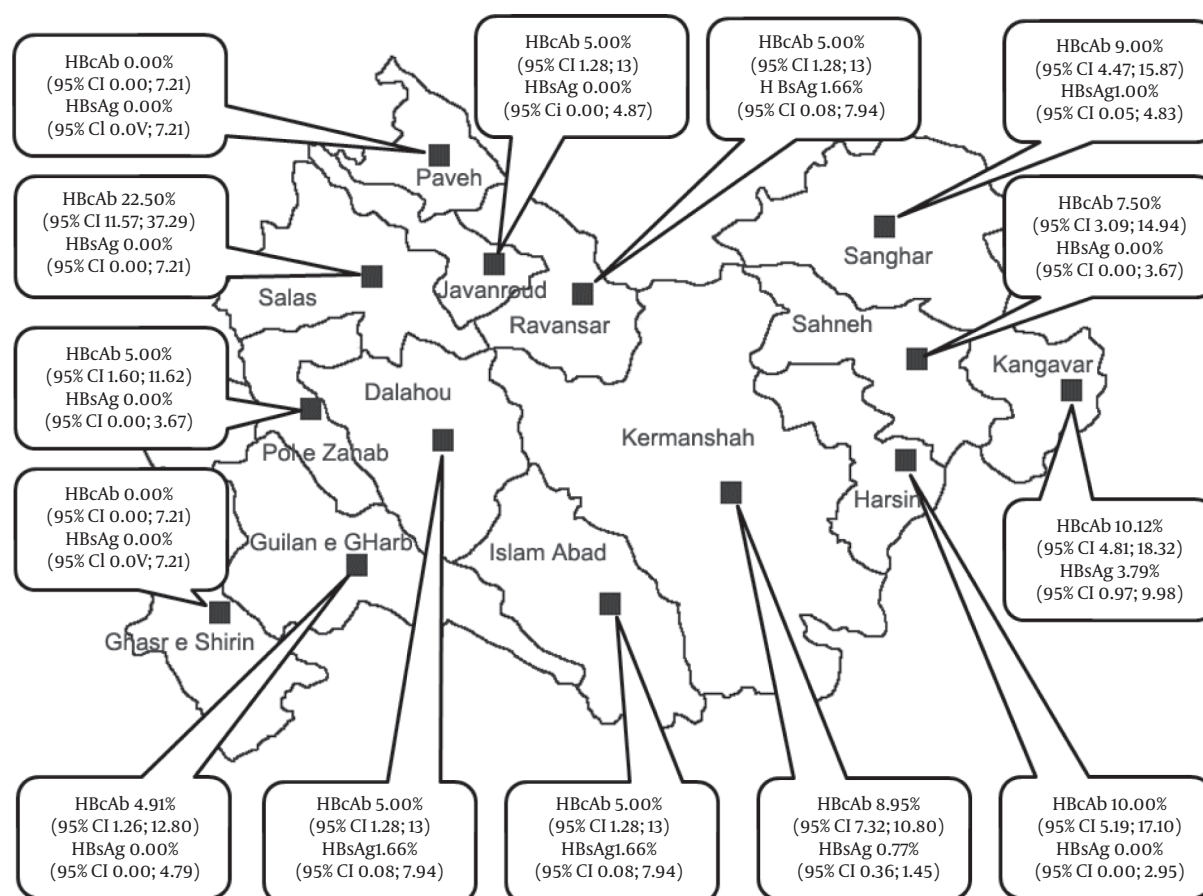 HBcAb 0.00%
(95% CI 0.00; 7.21)
HBsAg 0.00%
(95% Cl 0.0V; 7.21)
HBcAb 5.00%
(95% CI 1.28; 13)
HBsAg 0.00%
(95% Ci 0.00; 4.87)
HBcAb 5.00%
(95% CI 1.28; 13)
H BsAg 1.66%
(95% CI 0.08; 7.94)
HBcAb 9.00%
(95% CI 4.47; 15.87)
HBsAg1.00%
(95% CI 0.05; 4.83)
HBcAb 22.50%
(95% CI 11.57; 37.29)
HBsAg 0.00%
(95% CI 0.00; 7.21)
HBcAb 7.50%
(95% CI 3.09; 14.94)
HBsAg 0.00%
(95% CI 0.00; 3.67)
Paveh
Sanghar
Salas
Javanroud
Ravansar
Sahneh
HBcAb 5.00%
(95% CI 1.60; 11.62)
HBsAg 0.00%
(95% CI 0.00; 3.67)
Dalahou
Kangavar
Kermanshah
Pol e Zahab
Harsin
HBcAb 0.00%
(95% CI 0.00; 7.21)
HBsAg 0.00%
(95% Cl 0.0V; 7.21)
Guilan e GHarb
Islam Abad
HBcAb 10.12%
(95% CI 4.81; 18.32)
HBsAg 3.79%
(95% CI 0.97; 9.98)
Ghasr e Shirin
HBcAb 4.91%
(95% CI 1.26; 12.80)
HBsAg 0.00%
(95% CI 0.00; 4.79)
HBcAb 5.00%
(95% CI 1.28; 13)
HBsAg1.66%
(95% CI 0.08; 7.94)
HBcAb 5.00%
(95% CI 1.28; 13)
HBsAg1.66%
(95% CI 0.08; 7.94)
HBcAb 8.95%
(95% CI 7.32; 10.80)
HBsAg 0.77%
(95% CI 0.36; 1.45)
HBcAb 10.00%
(95% CI 5.19; 17.10)
HBsAg 0.00%
(95% CI 0.00; 2.95)